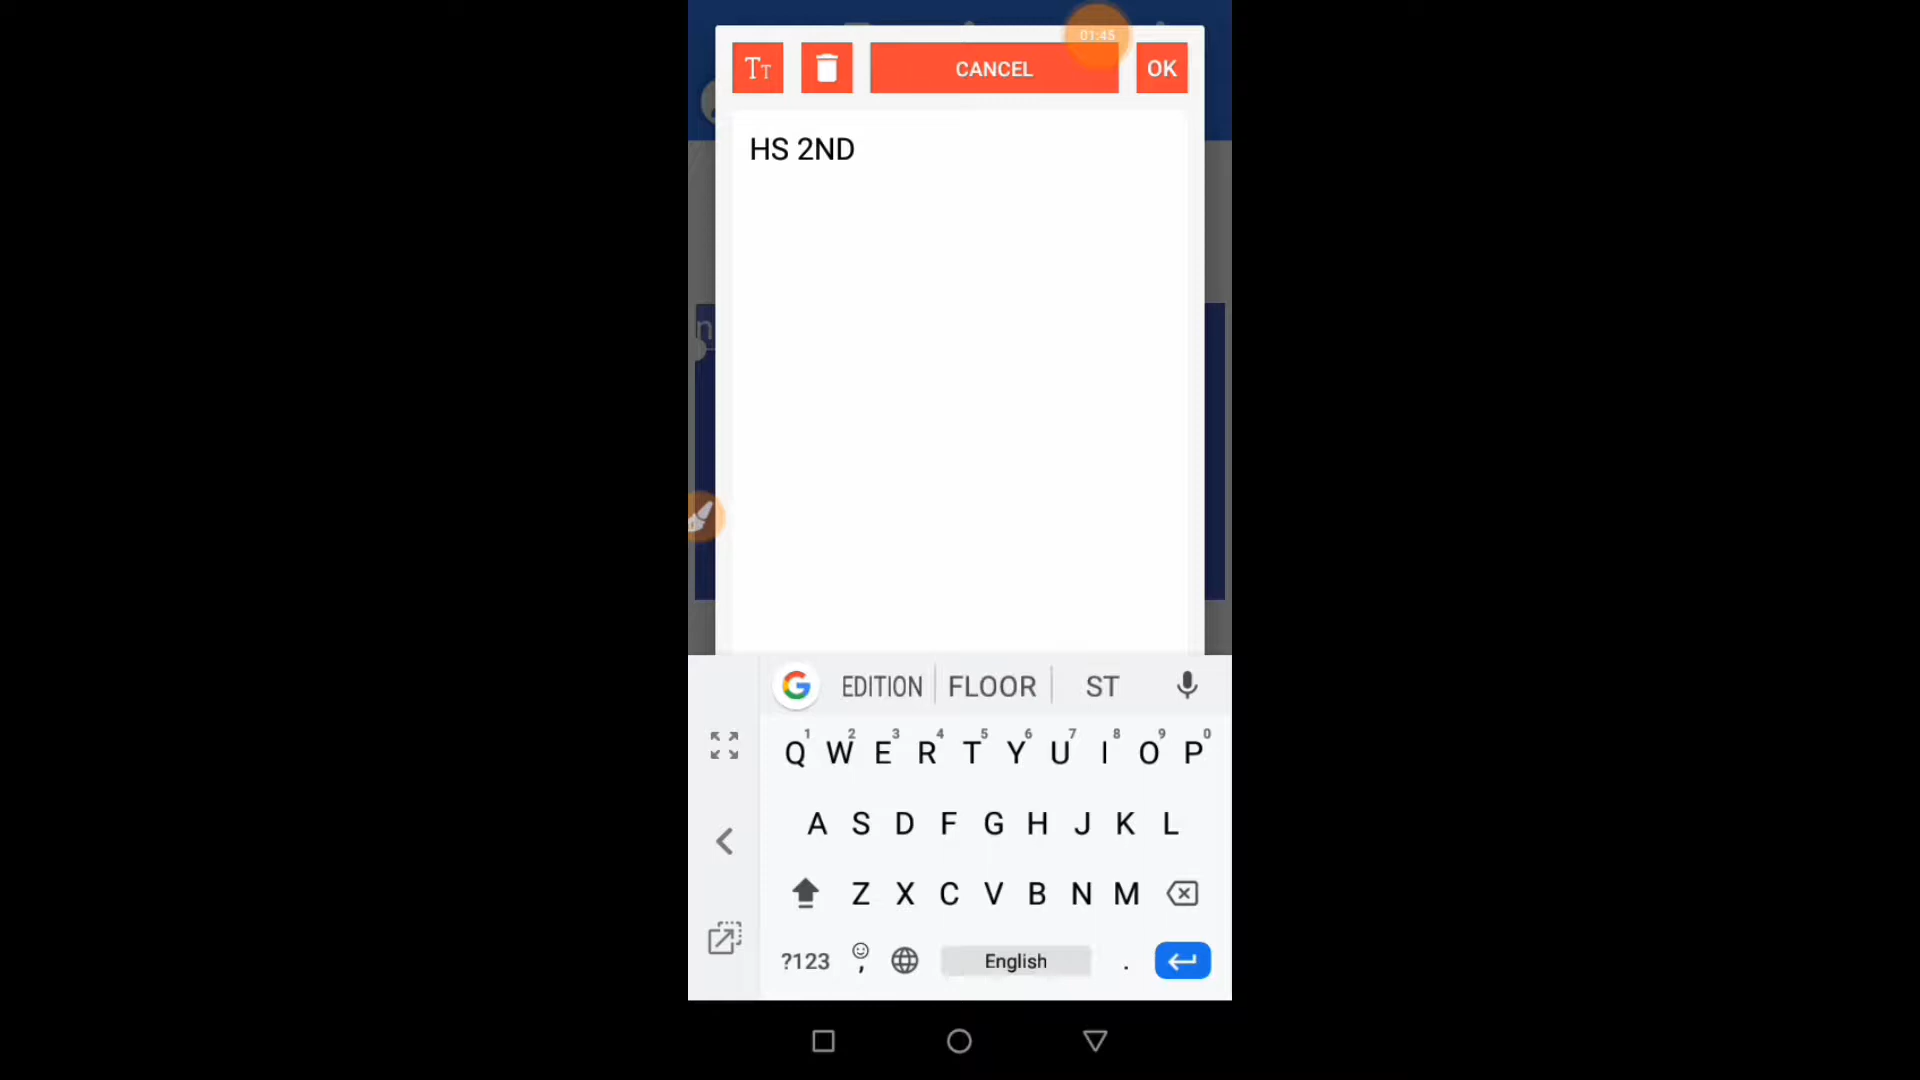 01:45
Tт CANCEL OK
HS 2ND
n
G EDITION FLOOR ST
1 2 3 4 5 6 7 8 9 0
Q W E R T Y U I O P
A S D F G H J K L
Z X C V B N M
?123 , English .